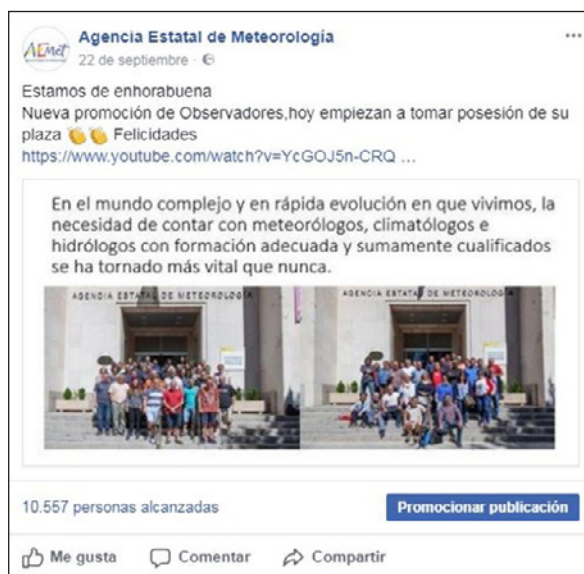 AEMet
Agencia Estatal de Meteorología
22 de septiembre ·
Estamos de enhorabuena
Nueva promoción de Observadores,hoy empiezan a tomar posesión de su
plaza 👏👏 Felicidades
https://www.youtube.com/watch?v=YcGOJ5n-CRQ ...
En el mundo complejo y en rápida evolución en que vivimos, la
necesidad de contar con meteorólogos, climatólogos e
hidrólogos con formación adecuada y sumamente cualificados
se ha tornado más vital que nunca.
AGENCIA ESTATAL DE METEOROLOGÍA
AGENCIA ESTATAL DE METEOROLOGÍA
10.557 personas alcanzadas
Promocionar publicación
Me gusta
Comentar
Compartir